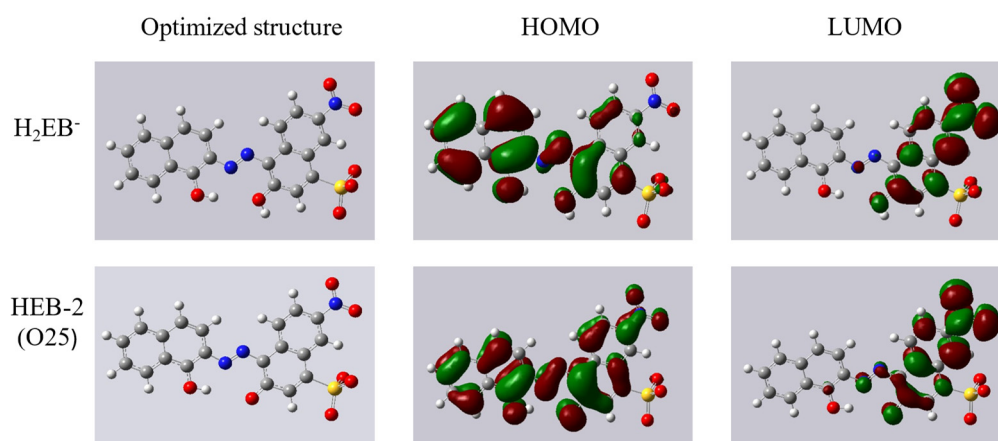 Optimized structure HOMO LUMO
H₂EB⁻
HEB-2
(O25)